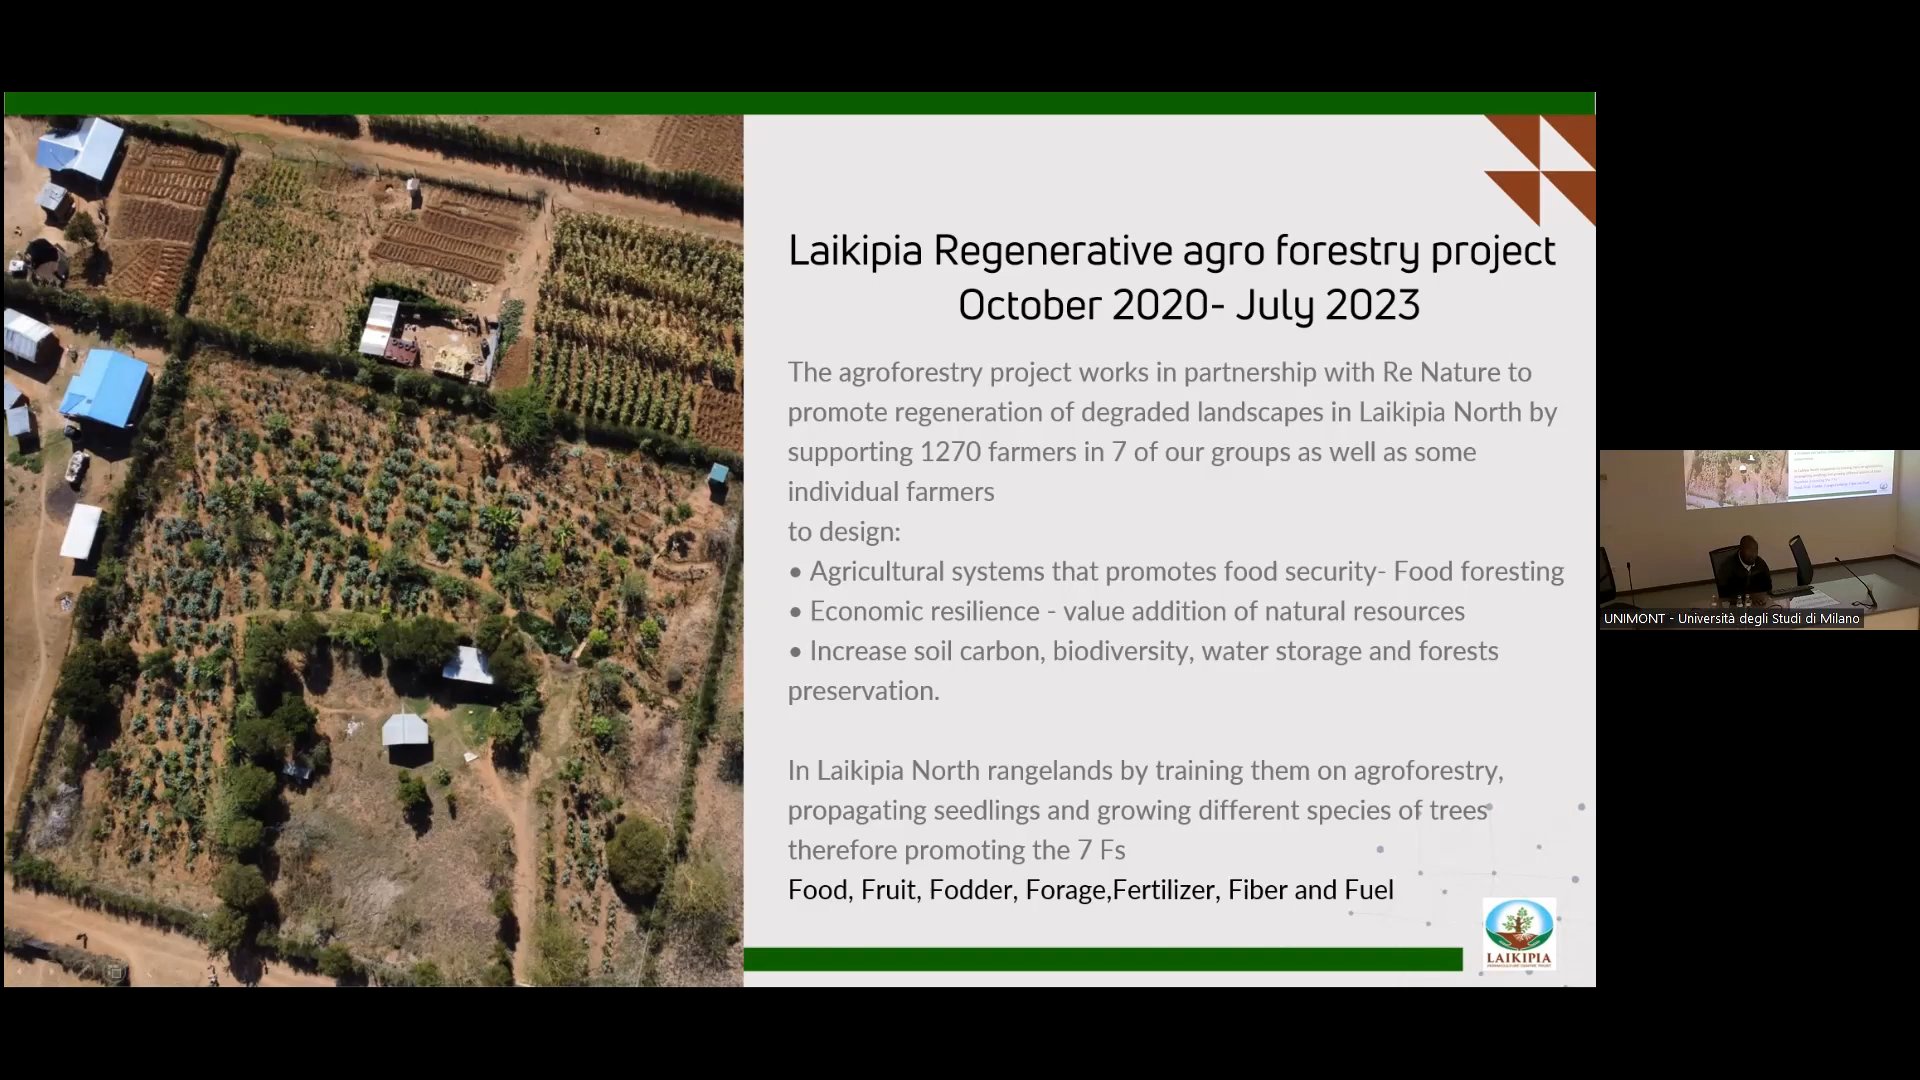 Laikipia Regenerative agro forestry project
October 2020- July 2023
The agroforestry project works in partnership with Re Nature to
promote regeneration of degraded landscapes in Laikipia North by
supporting 1270 farmers in 7 of our groups as well as some
individual farmers
to design:
• Agricultural systems that promotes food security- Food foresting
• Economic resilience - value addition of natural resources
• Increase soil carbon, biodiversity, water storage and forests
preservation.
In Laikipia North rangelands by training them on agroforestry,
propagating seedlings and growing different species of trees
therefore promoting the 7 Fs
Food, Fruit, Fodder, Forage,Fertilizer, Fiber and Fuel
LAIKIPIA
UNIMONT - Università degli Studi di Milano